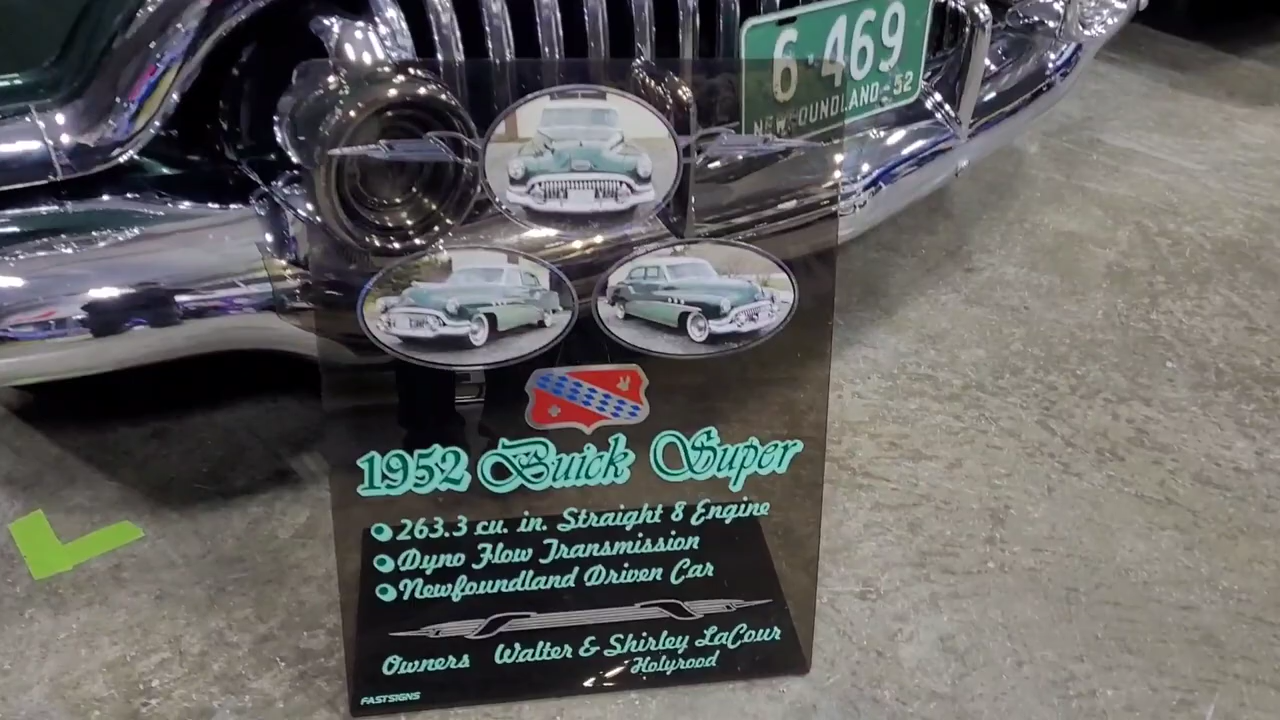 6·469
NEWFOUNDLAND-52
1952 Buick Super
263.3 cu. in. Straight 8 Engine
Dyno Flow Transmission
Newfoundland Driven Car
Owners Walter & Shirley LaCour
Holyrood
FASTSIGNS